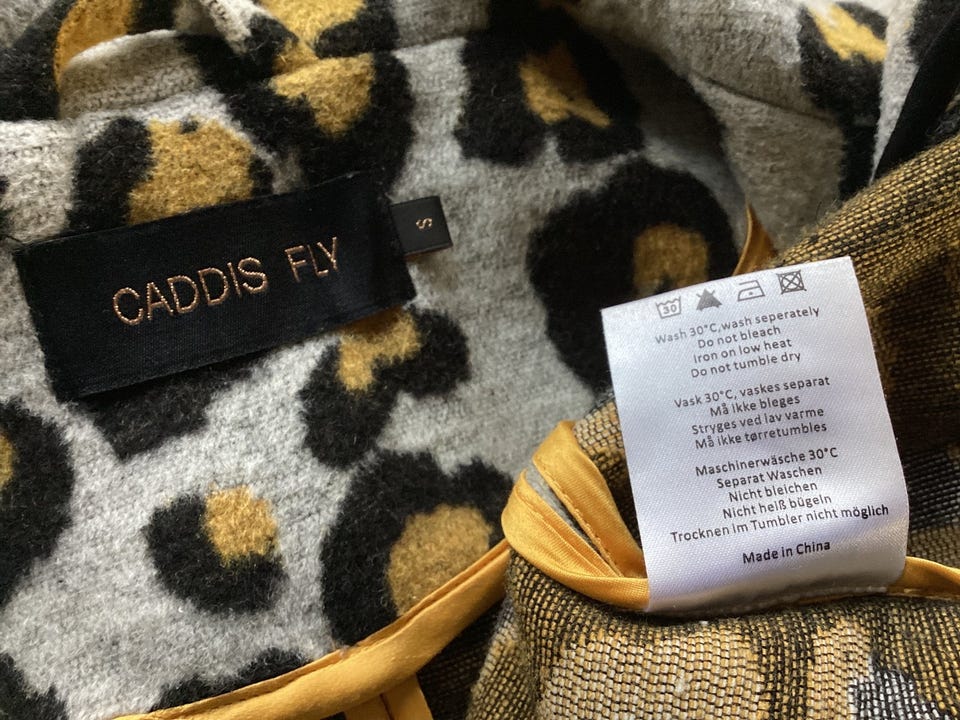 CADDIS FLY
S
30
Wash 30°C,wash seperately
Do not bleach
Iron on low heat
Do not tumble dry
Vask 30°C, vaskes separat
Må ikke bleges
Stryges ved lav varme
Må ikke tørretumbles
Maschinerwäsche 30°C
Separat Waschen
Nicht bleichen
Nicht heiß bügeln
Trocknen Im Tumbler nicht möglich
Made in China